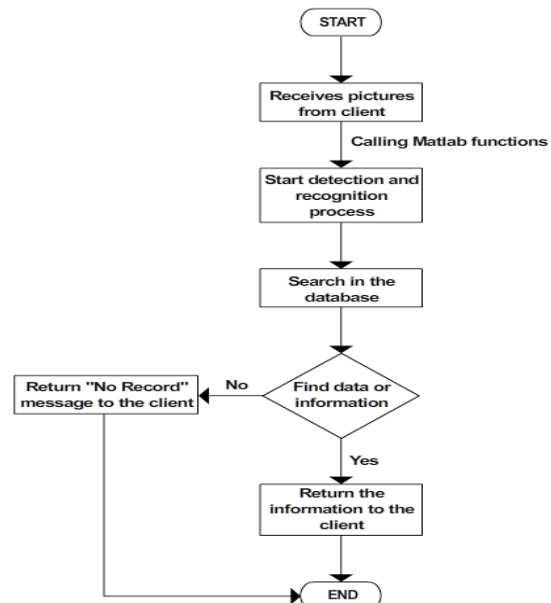 START
Receives pictures
from client
Calling Matlab functions
Start detection and
recognition
process
Search in the
database
Find data or
information
No
Return "No Record"
message to the client
Yes
Return the
information to the
client
END